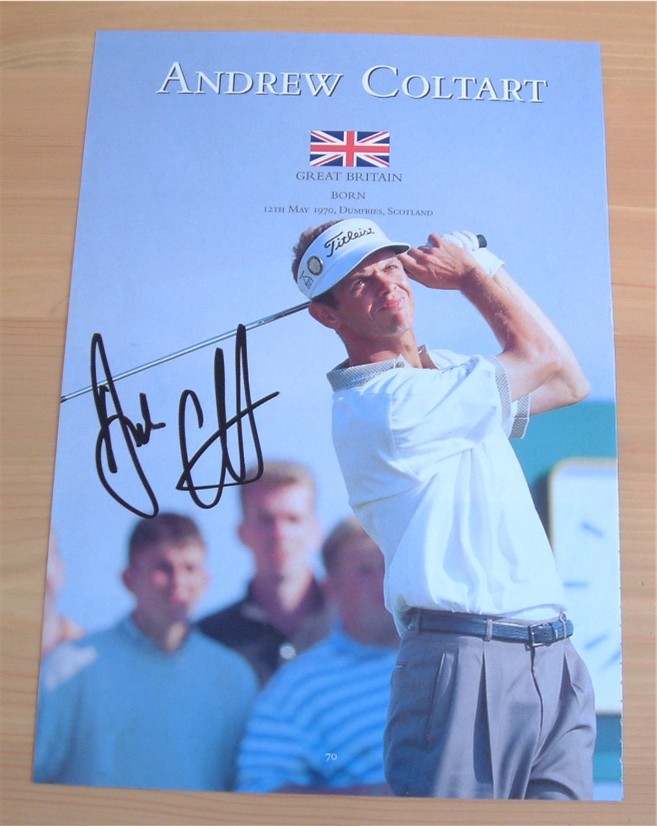 ANDREW COLTART
GREAT BRITAIN
BORN
12TH MAY 1970, DUMFRIES, SCOTLAND
Titleist
70